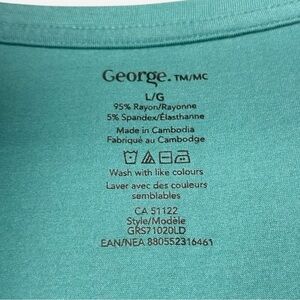 George. TM/MC
L/G
95% Rayon/Rayonne
5% Spandex/Élasthanne
Made in Cambodia
Fabriqué au Cambodge
Wash with like colours
Laver avec des couleurs
semblables
CA 51122
Style/Modèle
GRS71020LD
EAN/NEA 880552316461